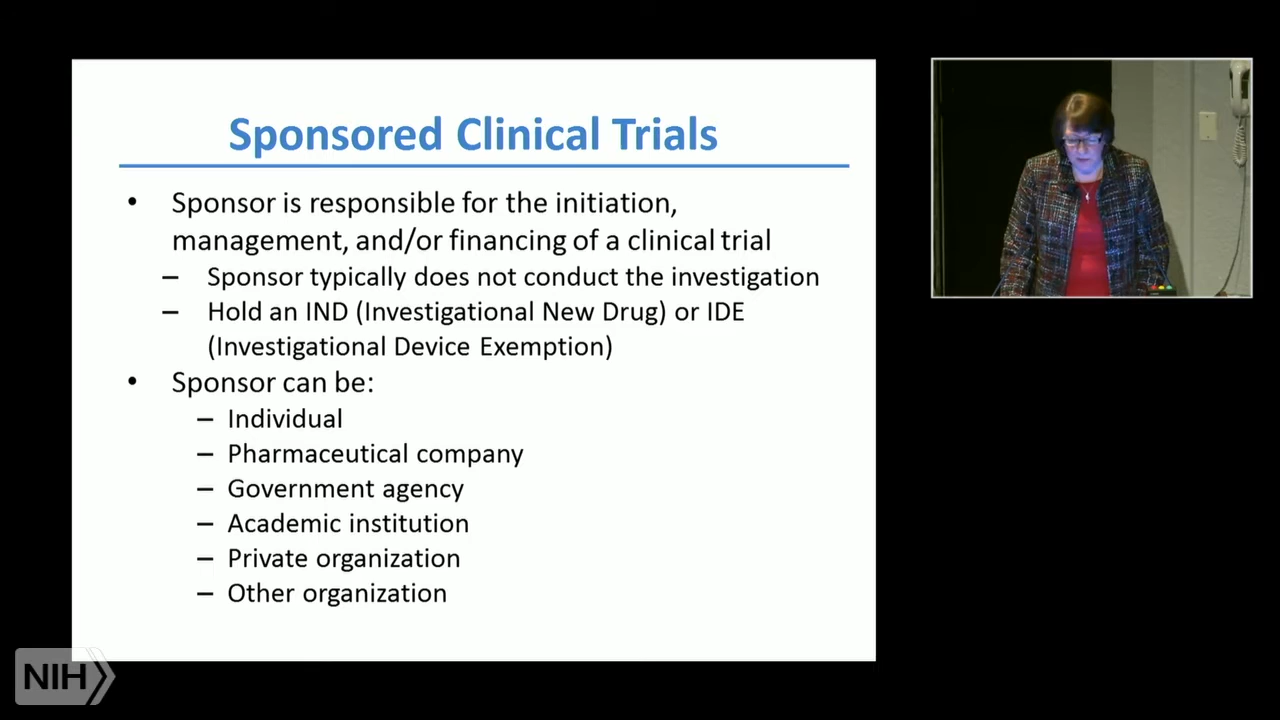 Sponsored Clinical Trials
• Sponsor is responsible for the initiation,
management, and/or financing of a clinical trial
– Sponsor typically does not conduct the investigation
– Hold an IND (Investigational New Drug) or IDE
(Investigational Device Exemption)
• Sponsor can be:
– Individual
– Pharmaceutical company
– Government agency
– Academic institution
– Private organization
– Other organization
NIH